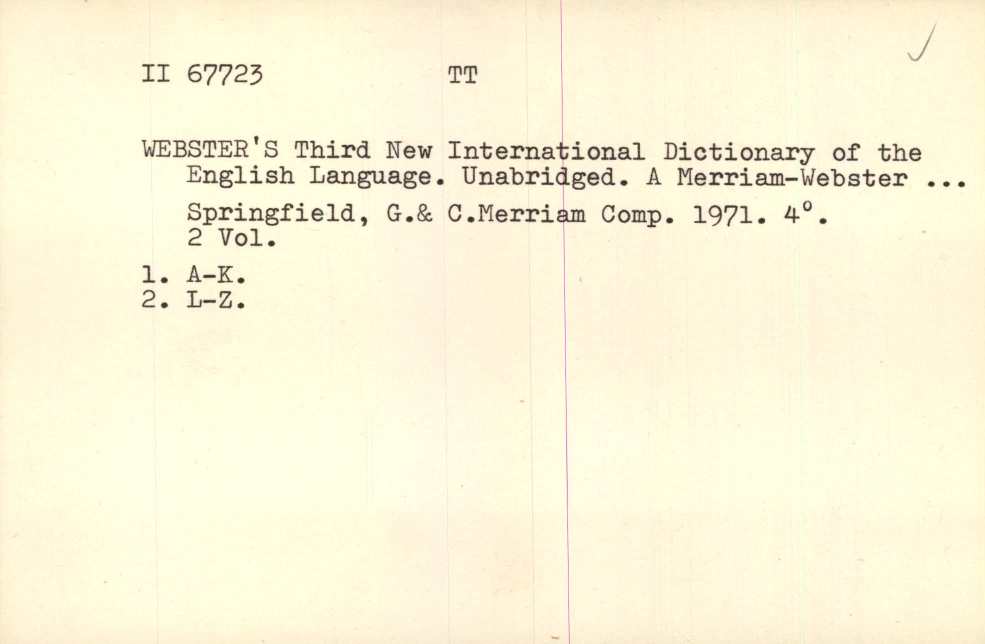 II 67723 TT
WEBSTER'S Third New International Dictionary of the
English Language. Unabridged. A Merriam-Webster ...
Springfield, G.& C.Merriam Comp. 1971. 4°.
2 Vol.
1. A-K.
2. L-Z.